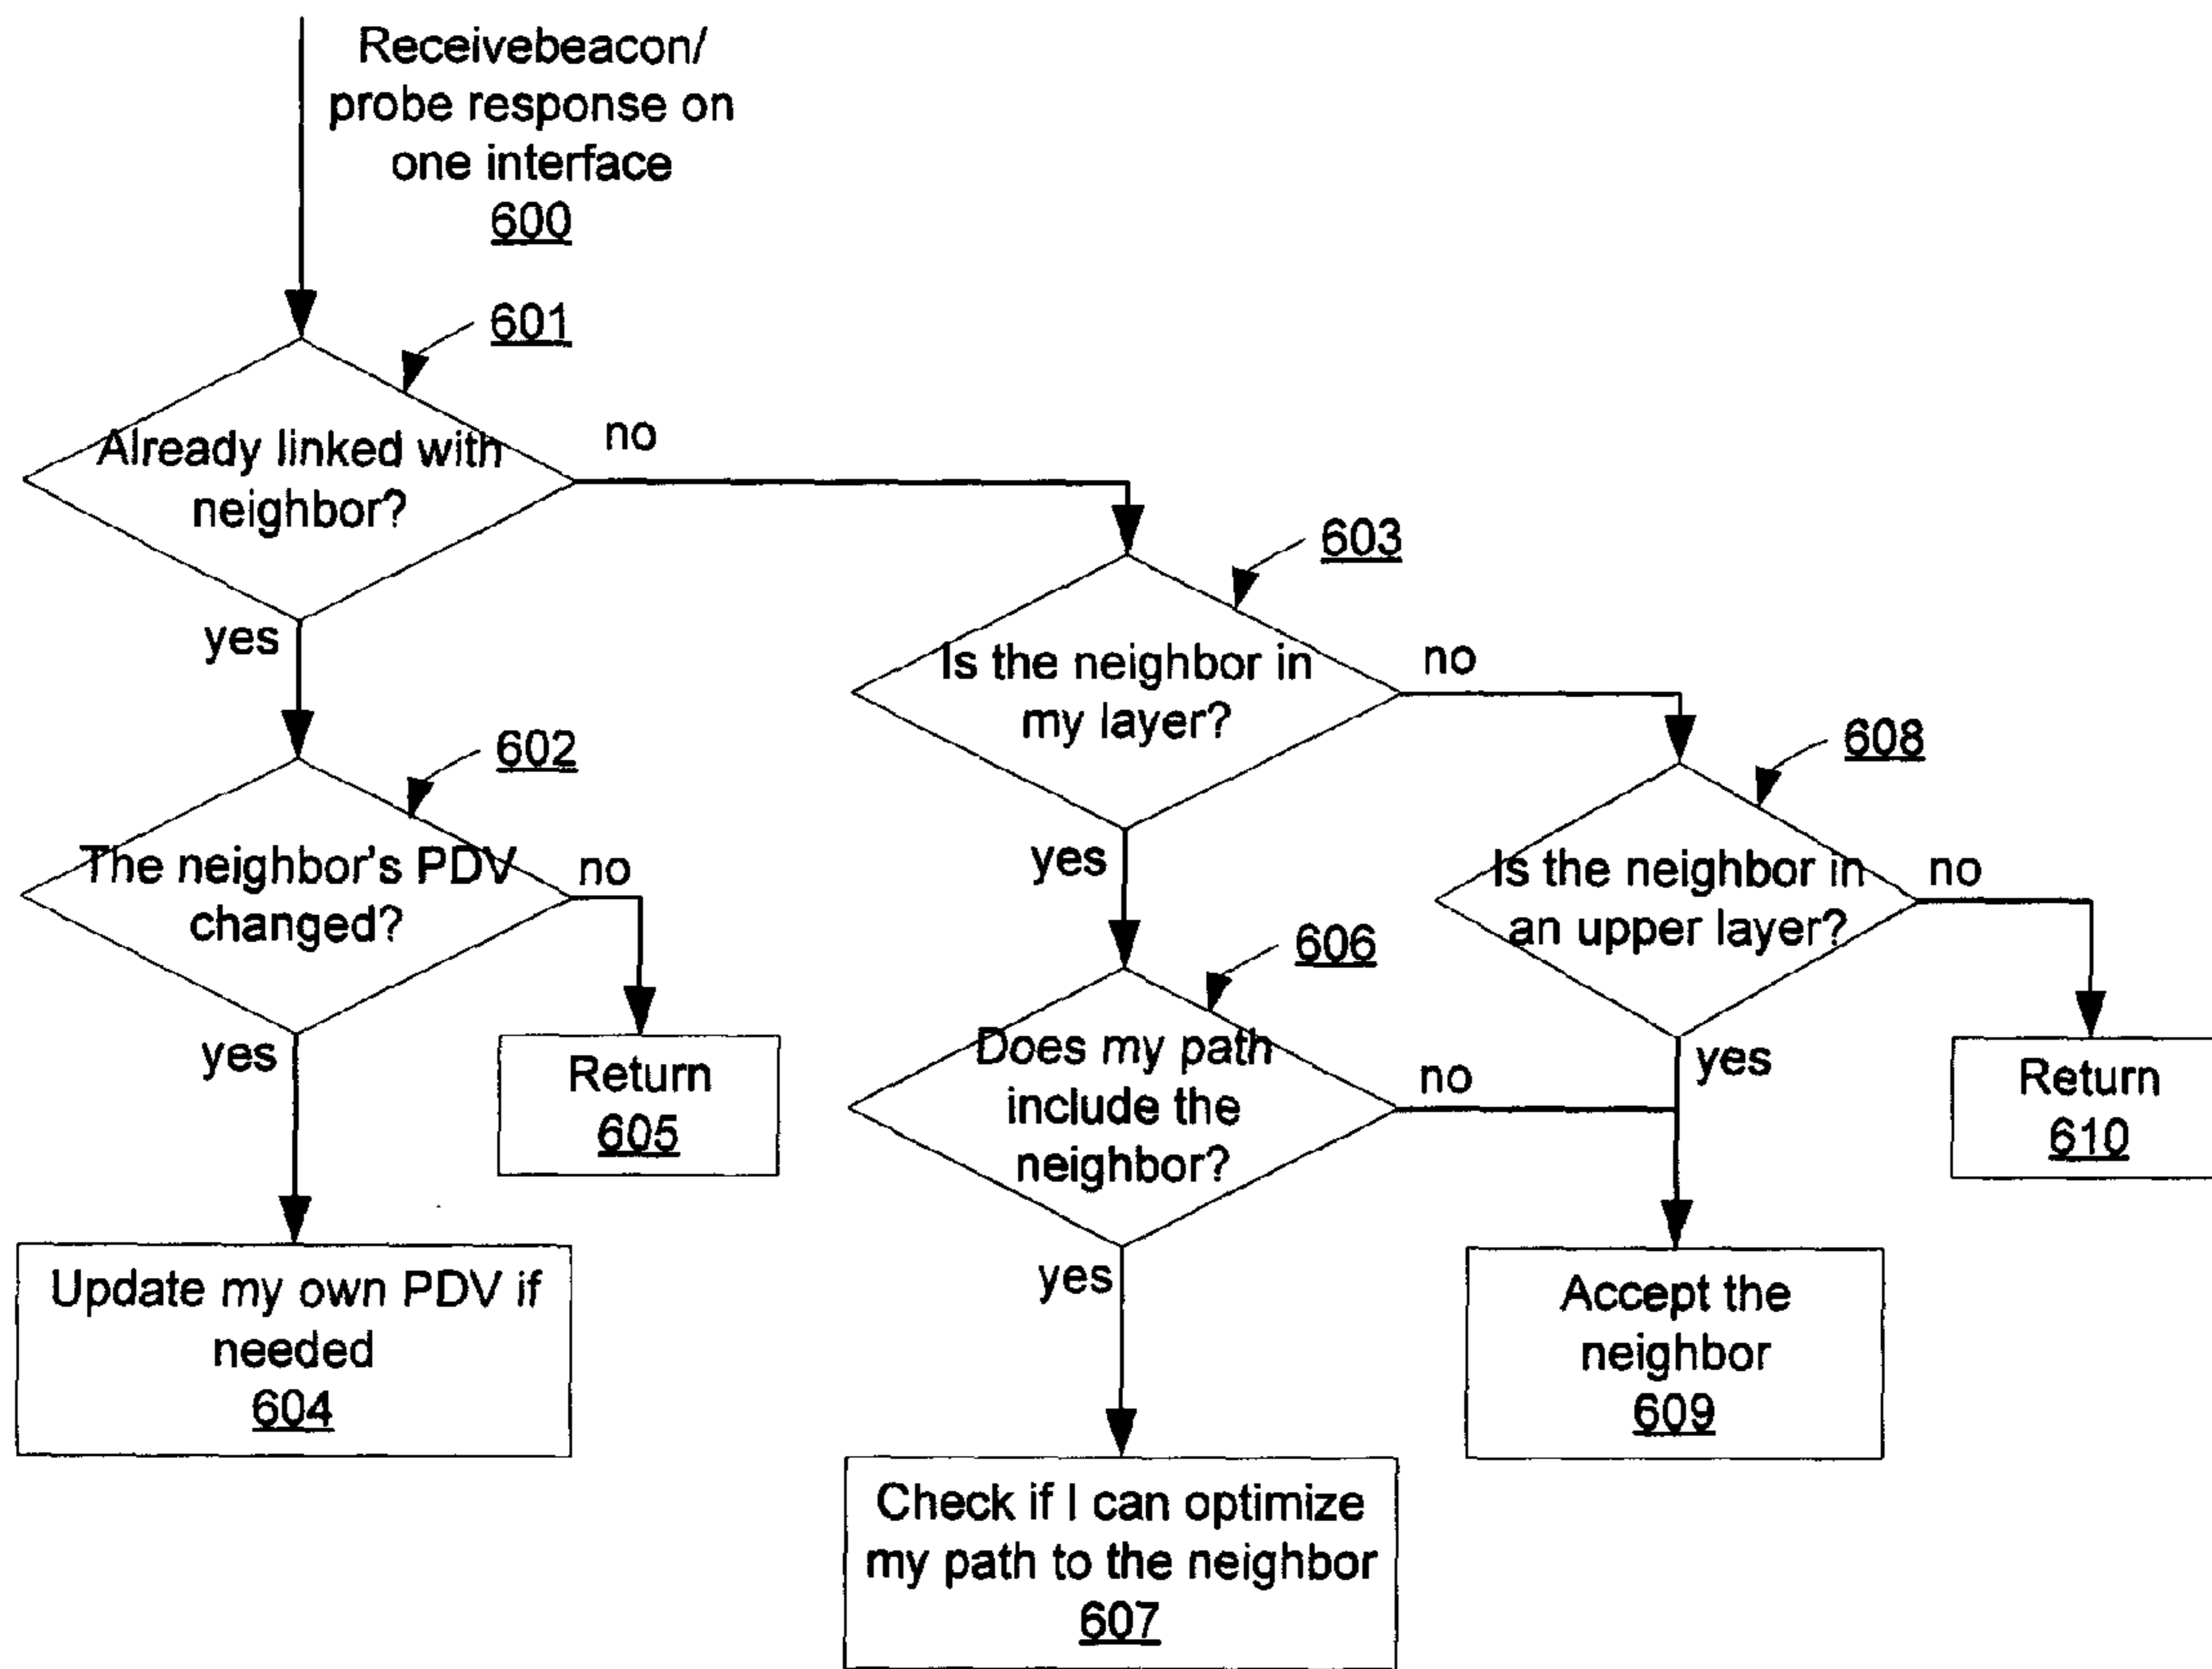 Receivebeacon/
probe response on
one interface
600
601
Already linked with
neighbor?
no
yes
603
Is the neighbor in
my layer?
no
yes
602
The neighbor's PDV
changed?
no
yes
608
Is the neighbor in
an upper layer?
no
yes
606
Does my path
include the
neighbor?
no
yes
Return
605
Return
610
Update my own PDV if
needed
604
Accept the
neighbor
609
Check if I can optimize
my path to the neighbor
607